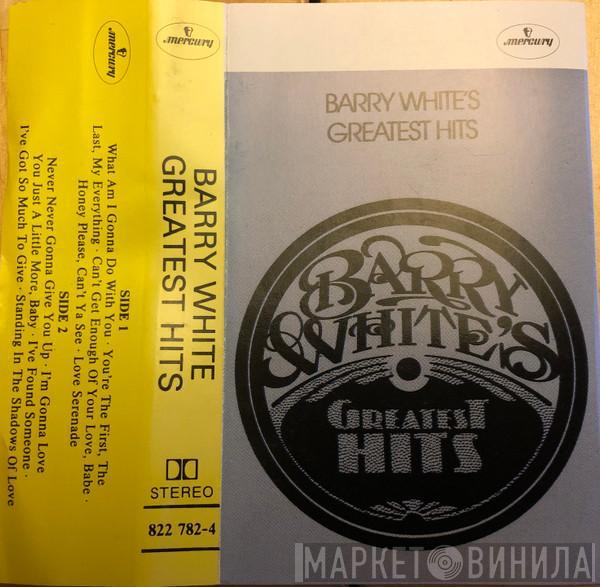 mercury
SIDE 1
What Am I Gonna Do With You · You're The First, The
Last, My Everything · Can't Get Enough Of Your Love, Babe ·
Honey Please, Can't Ya See · Love Serenade
SIDE 2
Never Never Gonna Give You Up · I'm Gonna Love
You Just A Little More, Baby · I've Found Someone ·
I've Got So Much To Give · Standing In The Shadows Of Love
mercury
BARRY WHITE
GREATEST HITS
STEREO
822 782-4
mercury
BARRY WHITE'S
GREATEST HITS
BARRY
WHITE'S
GREATEST
HITS
МАРКЕТ ВИНИЛА